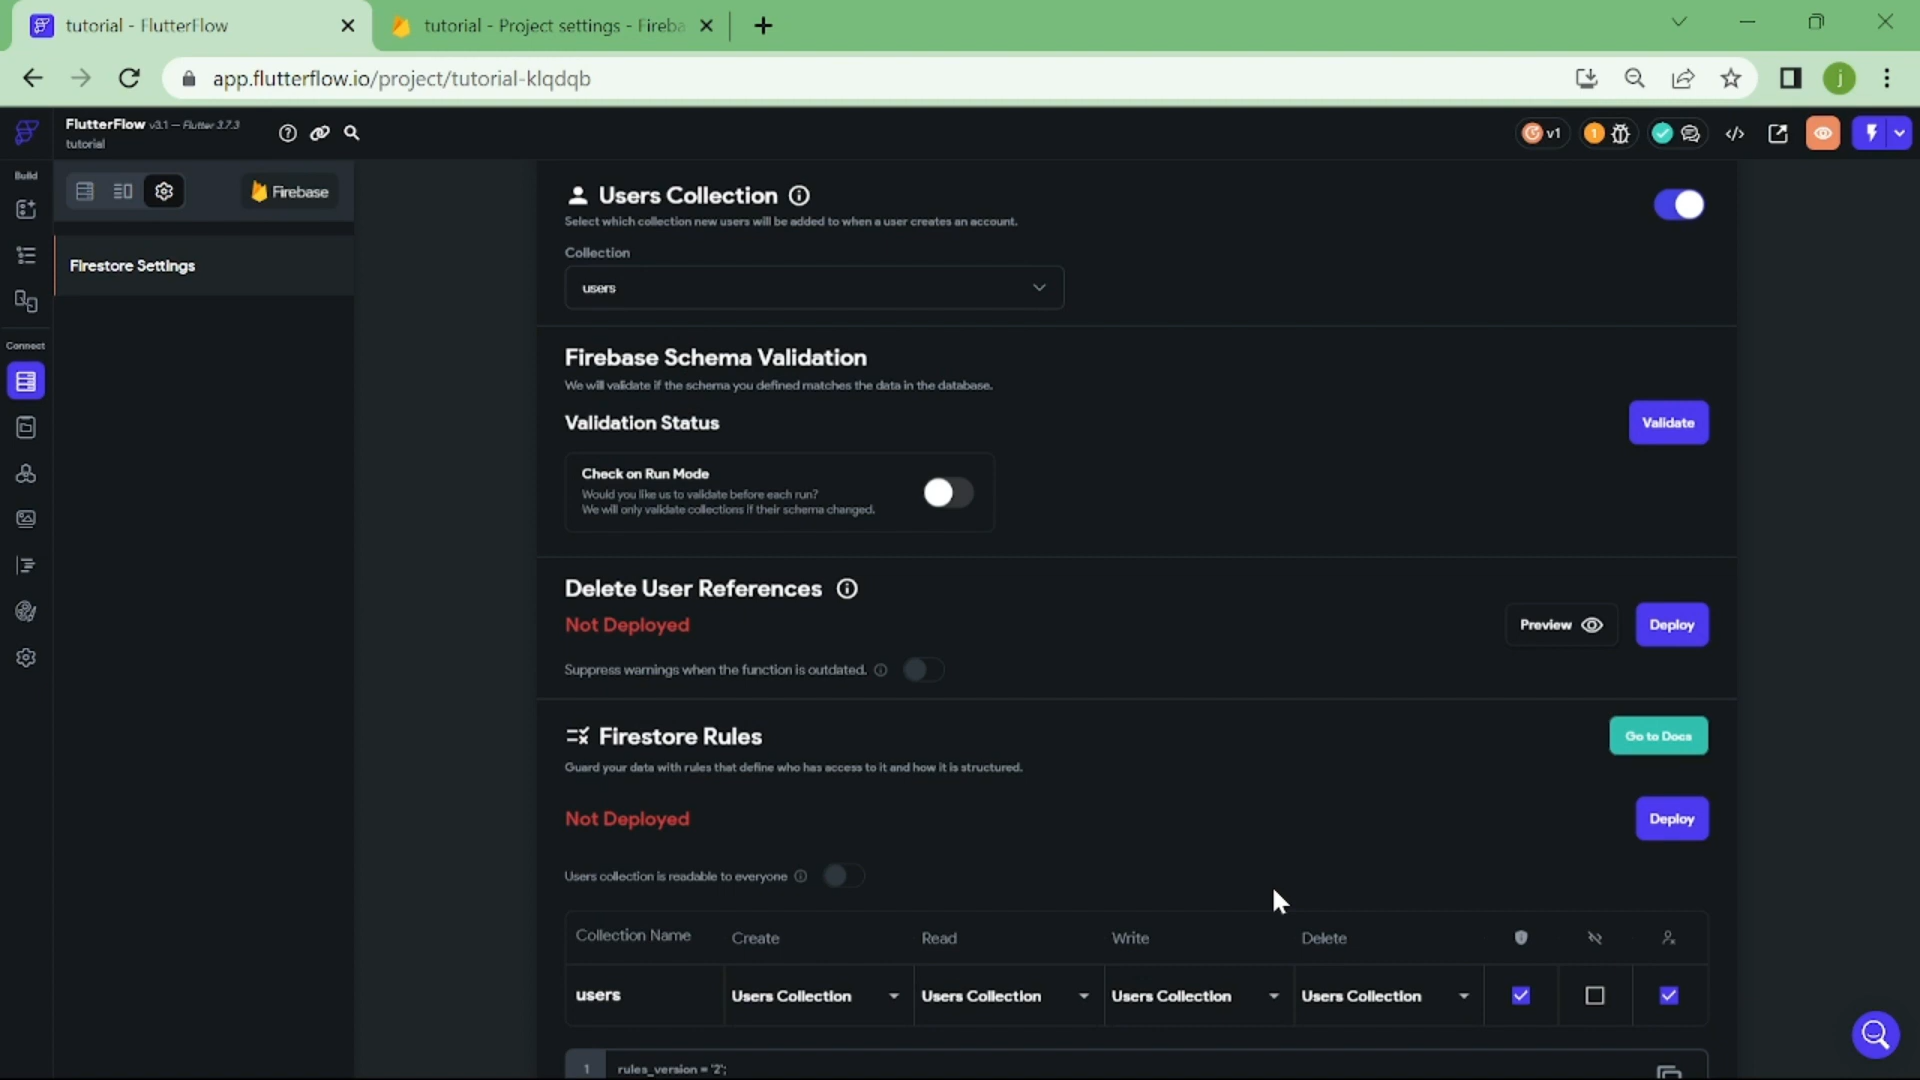 tutorial - FlutterFlow
tutorial - Project settings - Fireba
app.flutterflow.io/project/tutorial-klqdqb
FlutterFlow v3.1 — Flutter 3.7.3
tutorial
v1
1
j
Build
Firebase
Firestore Settings
Connect
Users Collection
Select which collection new users will be added to when a user creates an account.
Collection
users
Firebase Schema Validation
We will validate if the schema you defined matches the data in the database.
Validation Status
Validate
Check on Run Mode
Would you like us to validate before each run?
We will only validate collections if their schema changed.
Delete User References
Not Deployed
Preview
Deploy
Suppress warnings when the function is outdated.
Firestore Rules
Go to Docs
Guard your data with rules that define who has access to it and how it is structured.
Not Deployed
Deploy
Users collection is readable to everyone
Collection Name Create Read Write Delete
users Users Collection Users Collection Users Collection Users Collection
1 rules_version = '2';